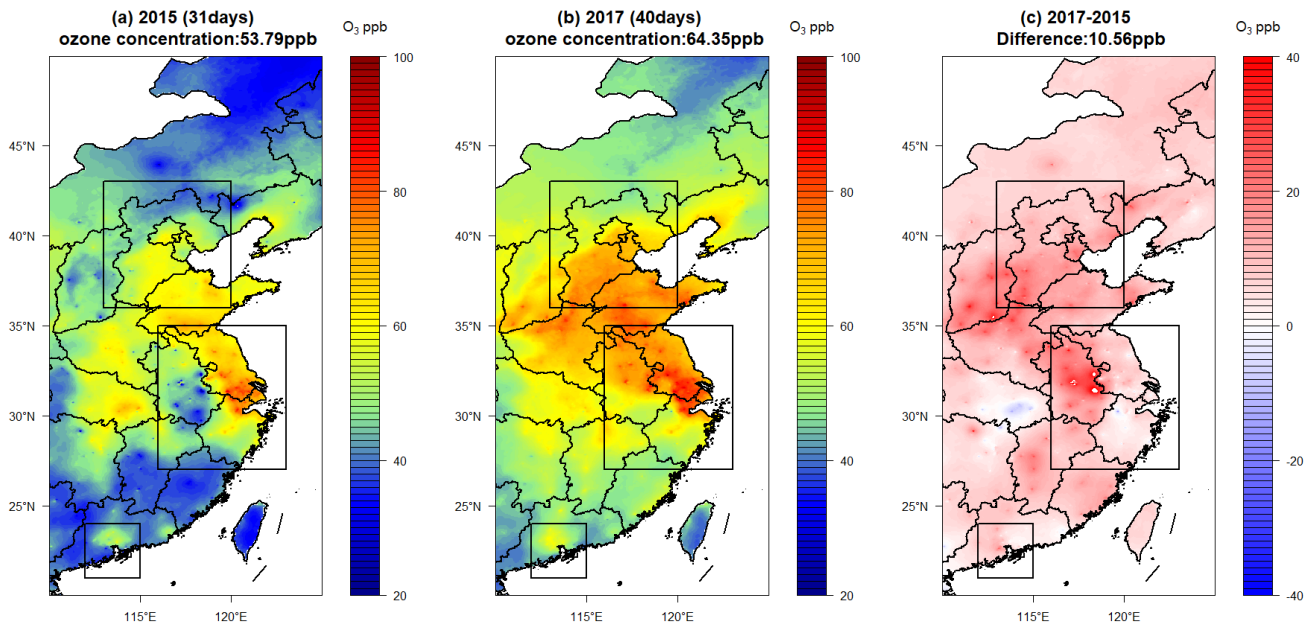 (a) 2015 (31days)
ozone concentration:53.79ppb
O3 ppb
100
80
60
40
20
45°N
40°N
35°N
30°N
25°N
115°E
120°E
(b) 2017 (40days)
ozone concentration:64.35ppb
O3 ppb
100
80
60
40
20
45°N
40°N
35°N
30°N
25°N
115°E
120°E
(c) 2017-2015
Difference:10.56ppb
O3 ppb
40
20
0
-20
-40
45°N
40°N
35°N
30°N
25°N
115°E
120°E